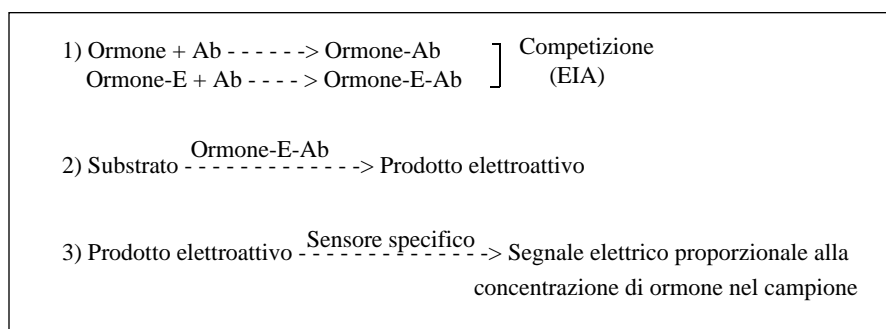 1) Ormone + Ab - - - - - -> Ormone-Ab
Ormone-E + Ab - - - - > Ormone-E-Ab
Competizione
(EIA)
Ormone-E-Ab
2) Substrato - - - - - - - - - - - - -> Prodotto elettroattivo
Sensore specifico
3) Prodotto elettroattivo - - - - - - - - - - - - - -> Segnale elettrico proporzionale alla
concentrazione di ormone nel campione